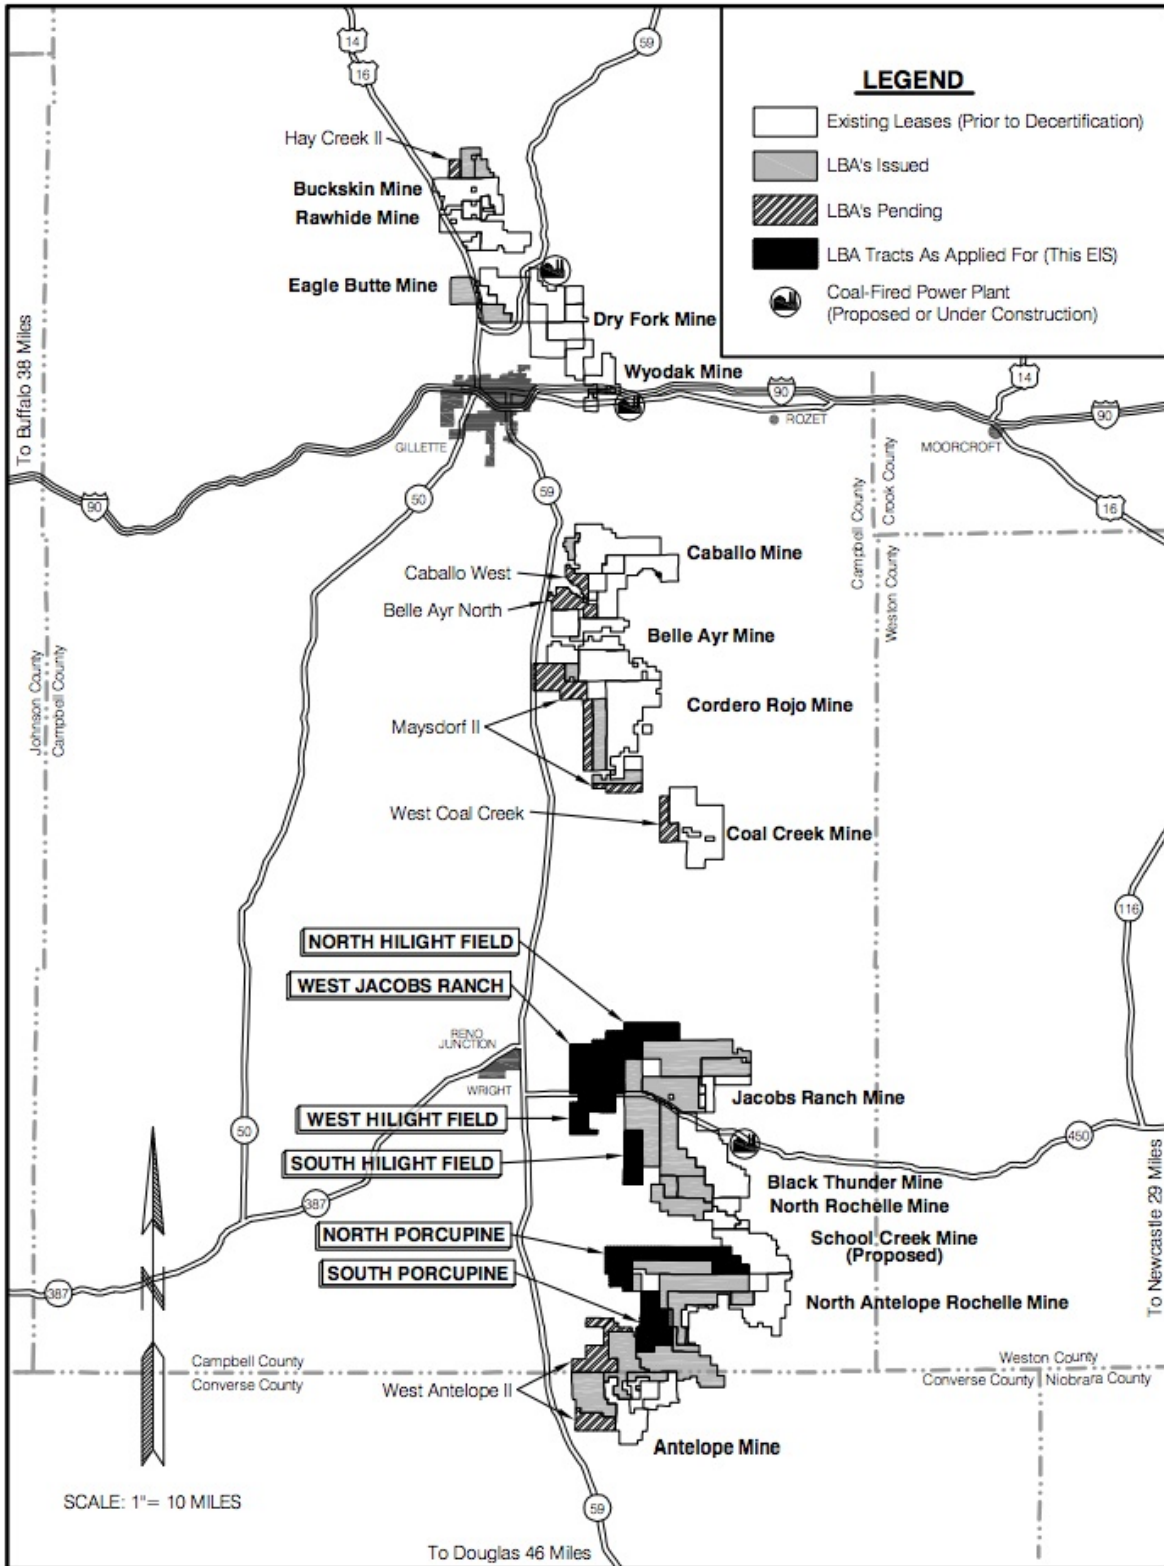 14
16
59
LEGEND
Existing Leases (Prior to Decertification)
LBA's Issued
LBA's Pending
LBA Tracts As Applied For (This EIS)
Coal-Fired Power Plant
(Proposed or Under Construction)
Hay Creek II
Buckskin Mine
Rawhide Mine
Eagle Butte Mine
Dry Fork Mine
Wyodak Mine
To Buffalo 38 Miles
14
90
90
ROZET
MOORCROFT
GILLETTE
90
50
59
16
Campbell County
Crook County
Weston County
Caballo Mine
Caballo West
Belle Ayr North
Belle Ayr Mine
Johnson County
Campbell County
Cordero Rojo Mine
Maysdorf II
West Coal Creek
Coal Creek Mine
116
NORTH HILIGHT FIELD
WEST JACOBS RANCH
RENO
JUNCTION
WRIGHT
Jacobs Ranch Mine
WEST HILIGHT FIELD
50
450
SOUTH HILIGHT FIELD
Black Thunder Mine
North Rochelle Mine
387
School Creek Mine
(Proposed)
NORTH PORCUPINE
SOUTH PORCUPINE
To Newcastle 29 Miles
387
N
North Antelope Rochelle Mine
Campbell County
Converse County
Weston County
Converse County
Niobrara County
West Antelope II
Antelope Mine
SCALE: 1"= 10 MILES
59
To Douglas 46 Miles